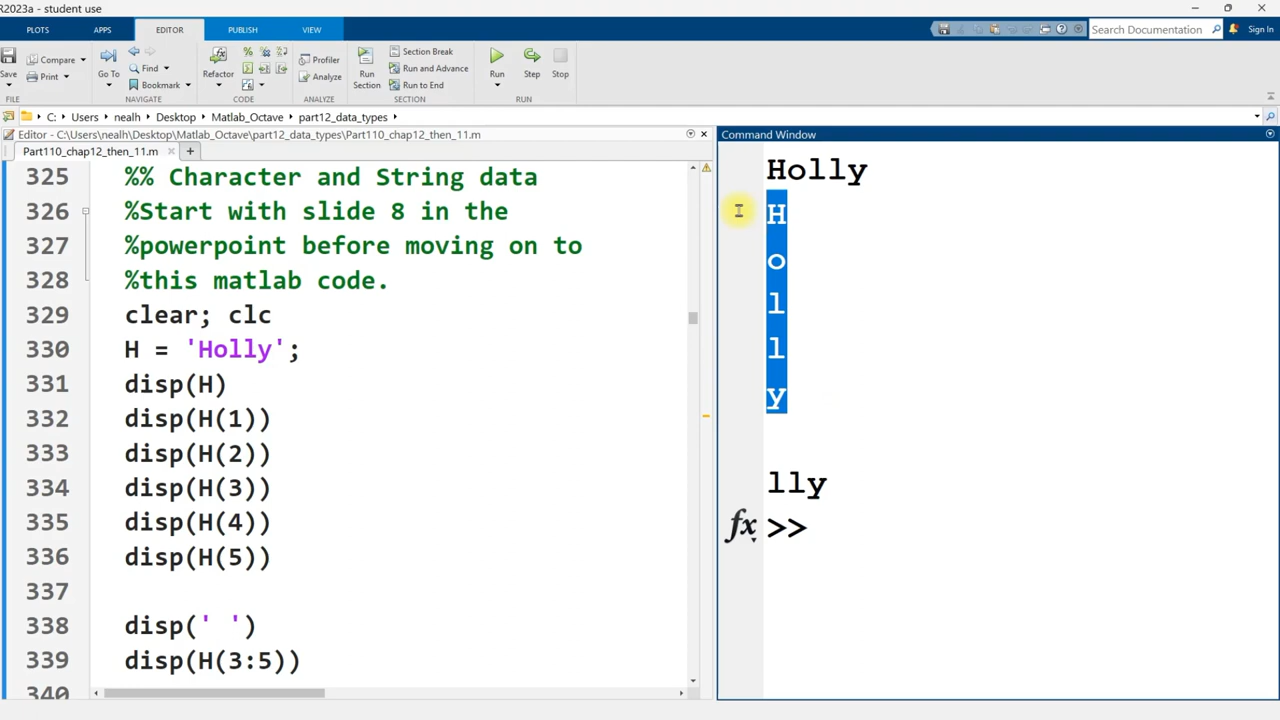 R2023a - student use
PLOTS
APPS
EDITOR
PUBLISH
VIEW
Search Documentation
Sign In
Save
Compare
Print
Go To
Find
Bookmark
Refactor
Profiler
Analyze
Run Section
Section Break
Run and Advance
Run to End
Run
Step
Stop
FILE
NAVIGATE
CODE
ANALYZE
SECTION
RUN
C: Users nealh Desktop Matlab_Octave part12_data_types
Editor - C:\Users\nealh\Desktop\Matlab_Octave\part12_data_types\Part110_chap12_then_11.m
Part110_chap12_then_11.m
325 %% Character and String data
326 %Start with slide 8 in the
327 %powerpoint before moving on to
328 %this matlab code.
329 clear; clc
330 H = 'Holly';
331 disp(H)
332 disp(H(1))
333 disp(H(2))
334 disp(H(3))
335 disp(H(4))
336 disp(H(5))
337
338 disp(' ')
339 disp(H(3:5))
340
Command Window
Holly
H
o
l
l
y
lly
fx >>